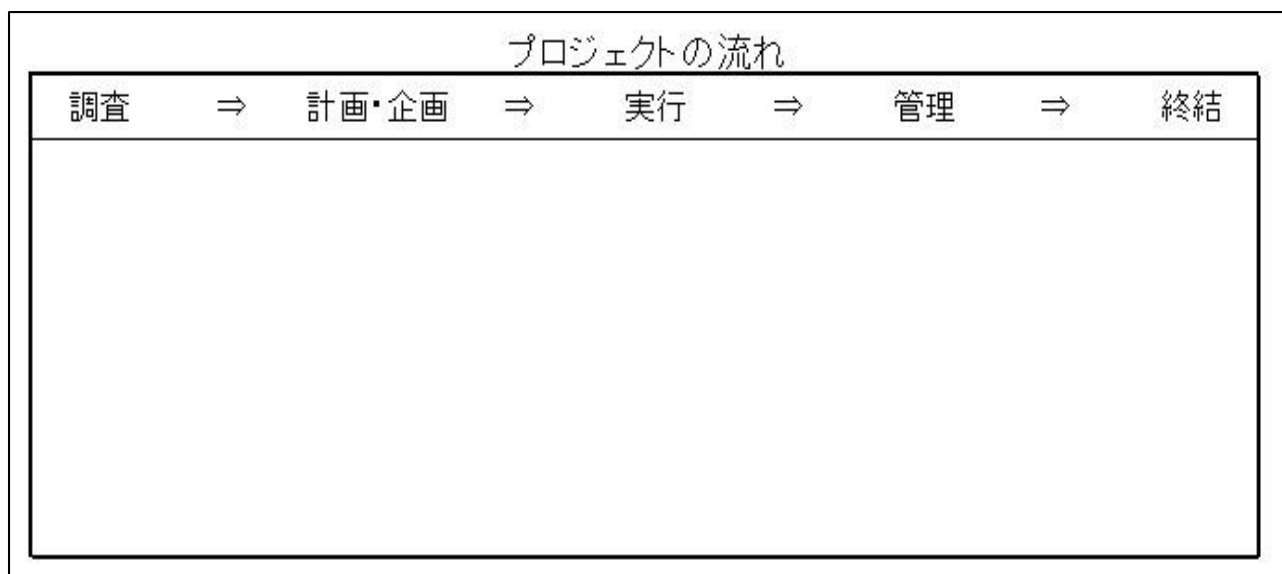 プロジェクトの流れ
調査 ⇒ 計画・企画 ⇒ 実行 ⇒ 管理 ⇒ 終結